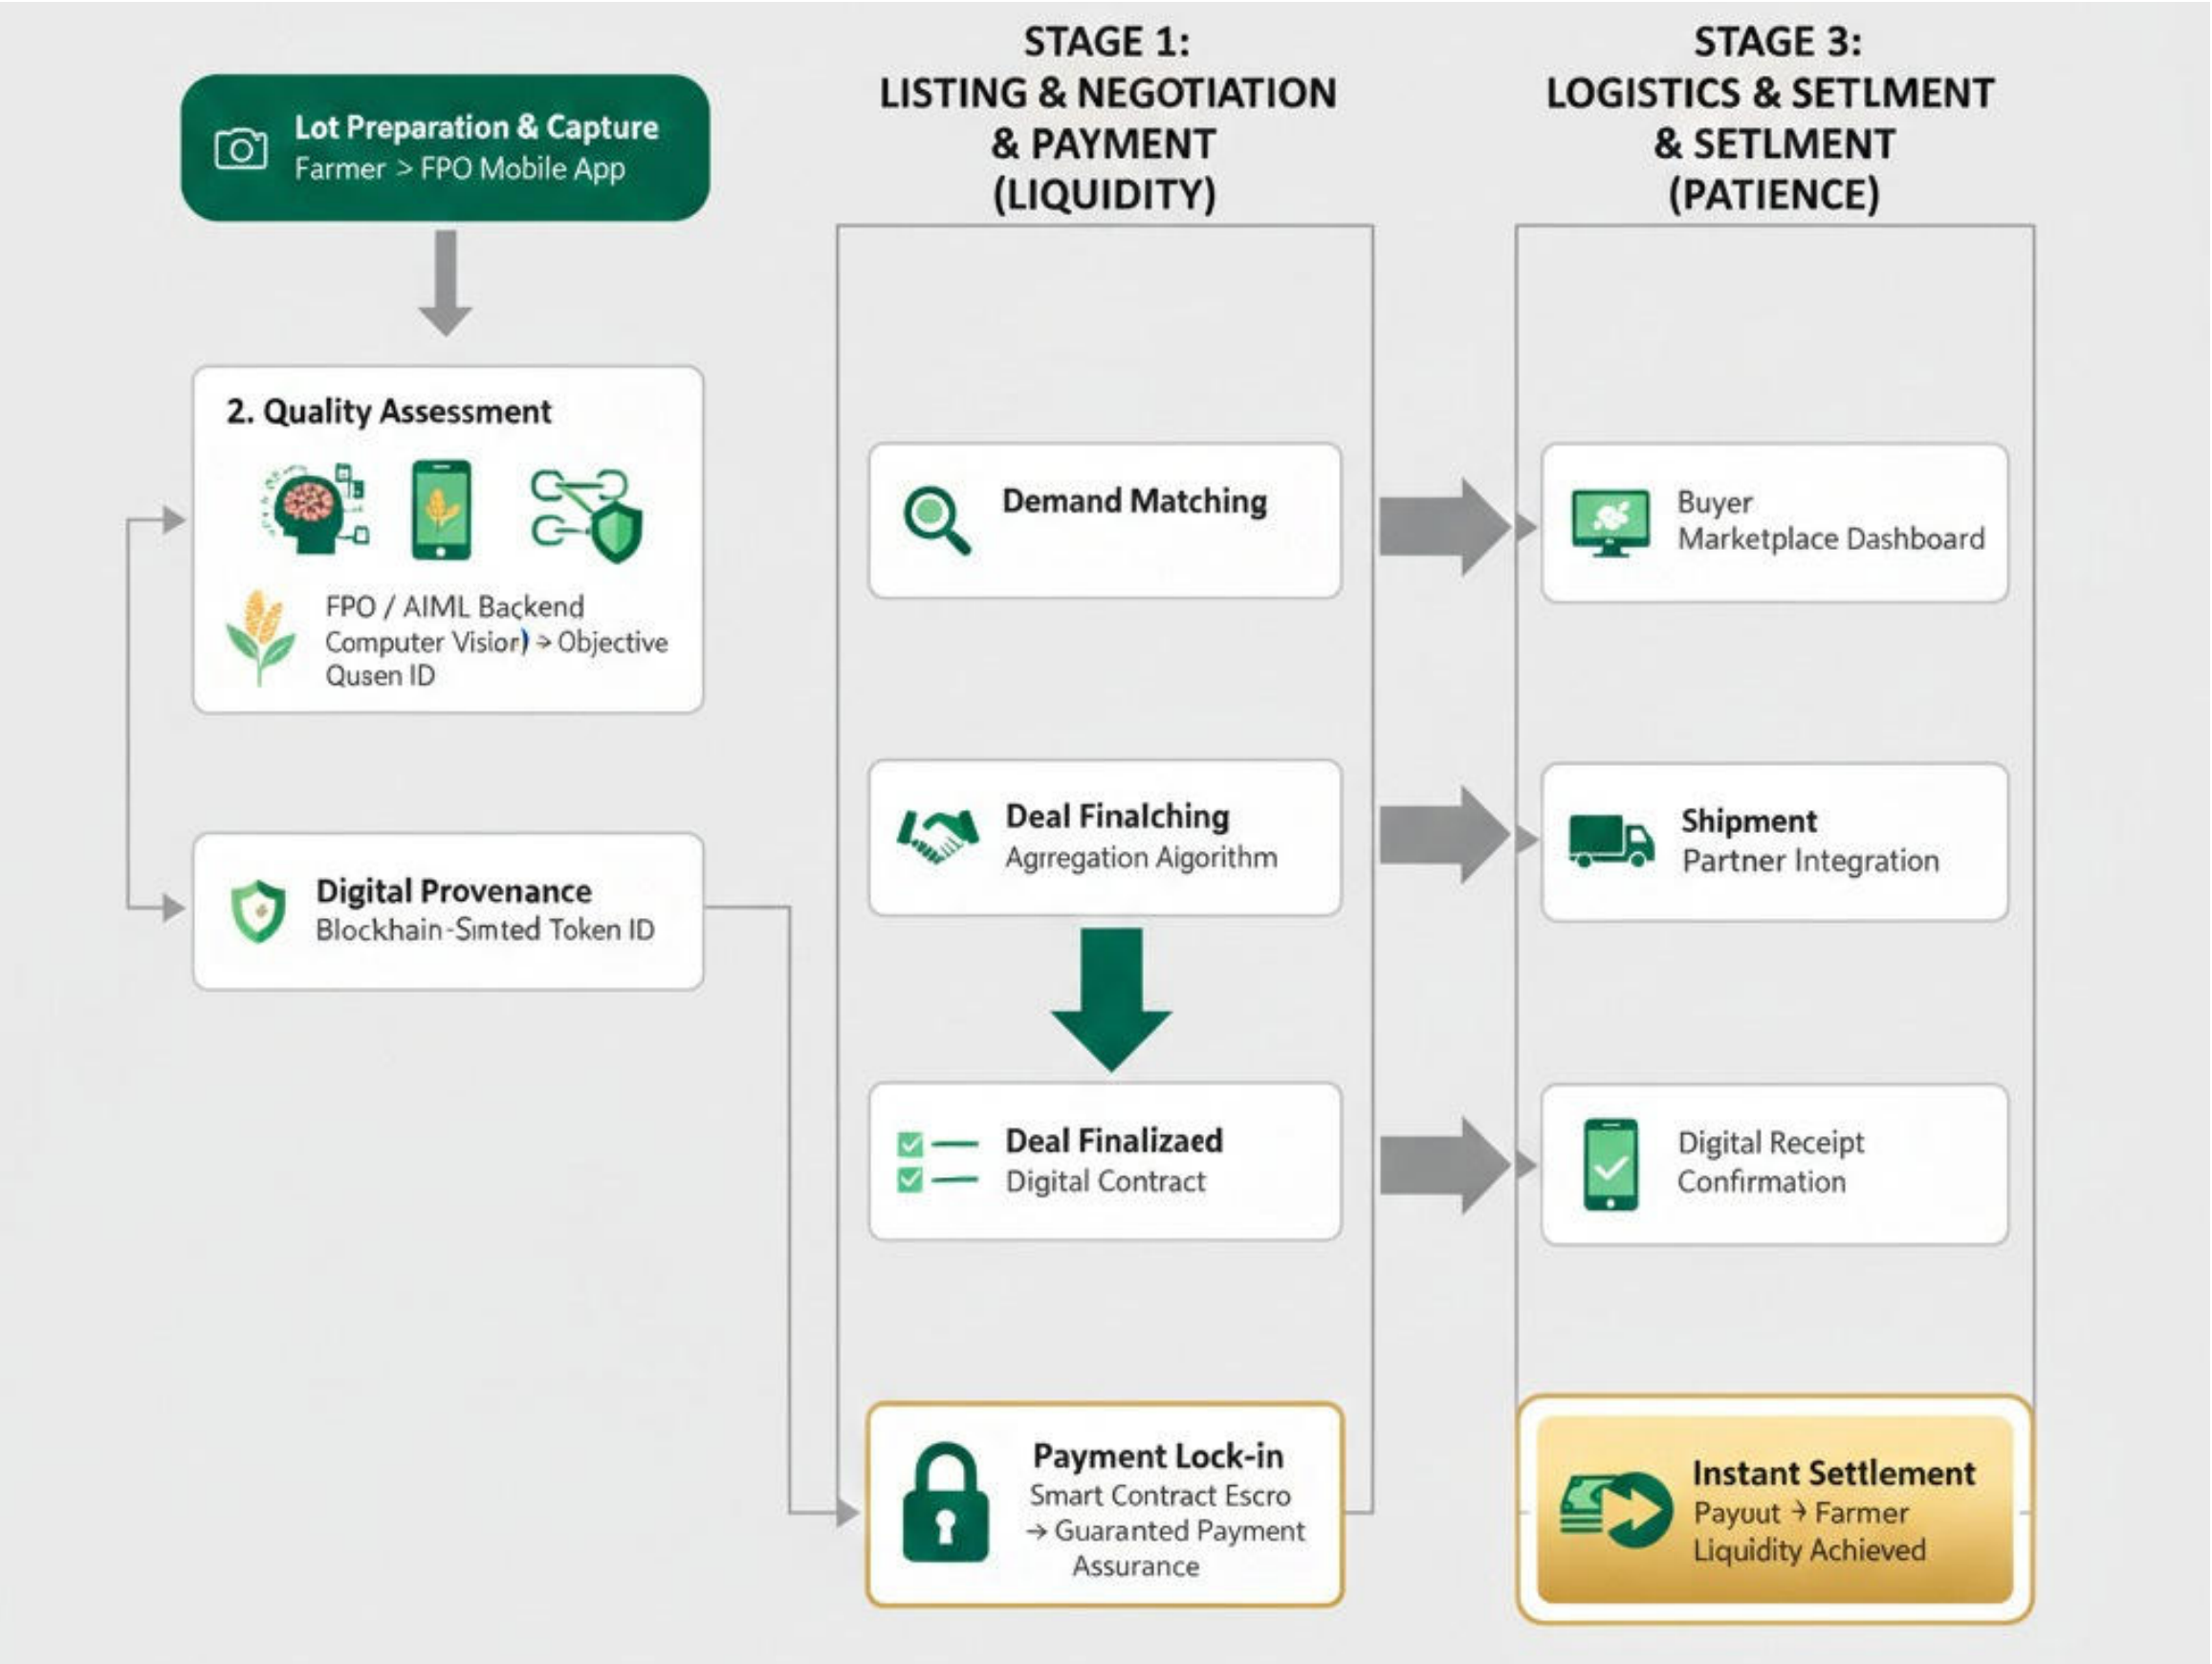 Lot Preparation & Capture
Farmer > FPO Mobile App
2. Quality Assessment
FPO / AIML Backend
Computer Vision) → Objective
Qusen ID
Digital Provenance
Blockhain-Simted Token ID
STAGE 1:
LISTING & NEGOTIATION
& PAYMENT
(LIQUIDITY)
Demand Matching
Deal Finalching
Agrregation Aigorithm
Deal Finalizaed
Digital Contract
Payment Lock-in
Smart Contract Escro
→ Guaranted Payment
Assurance
STAGE 3:
LOGISTICS & SETLMENT
& SETLMENT
(PATIENCE)
Buyer
Marketplace Dashboard
Shipment
Partner Integration
Digital Receipt
Confirmation
Instant Settlement
Payout → Farmer
Liquidity Achieved